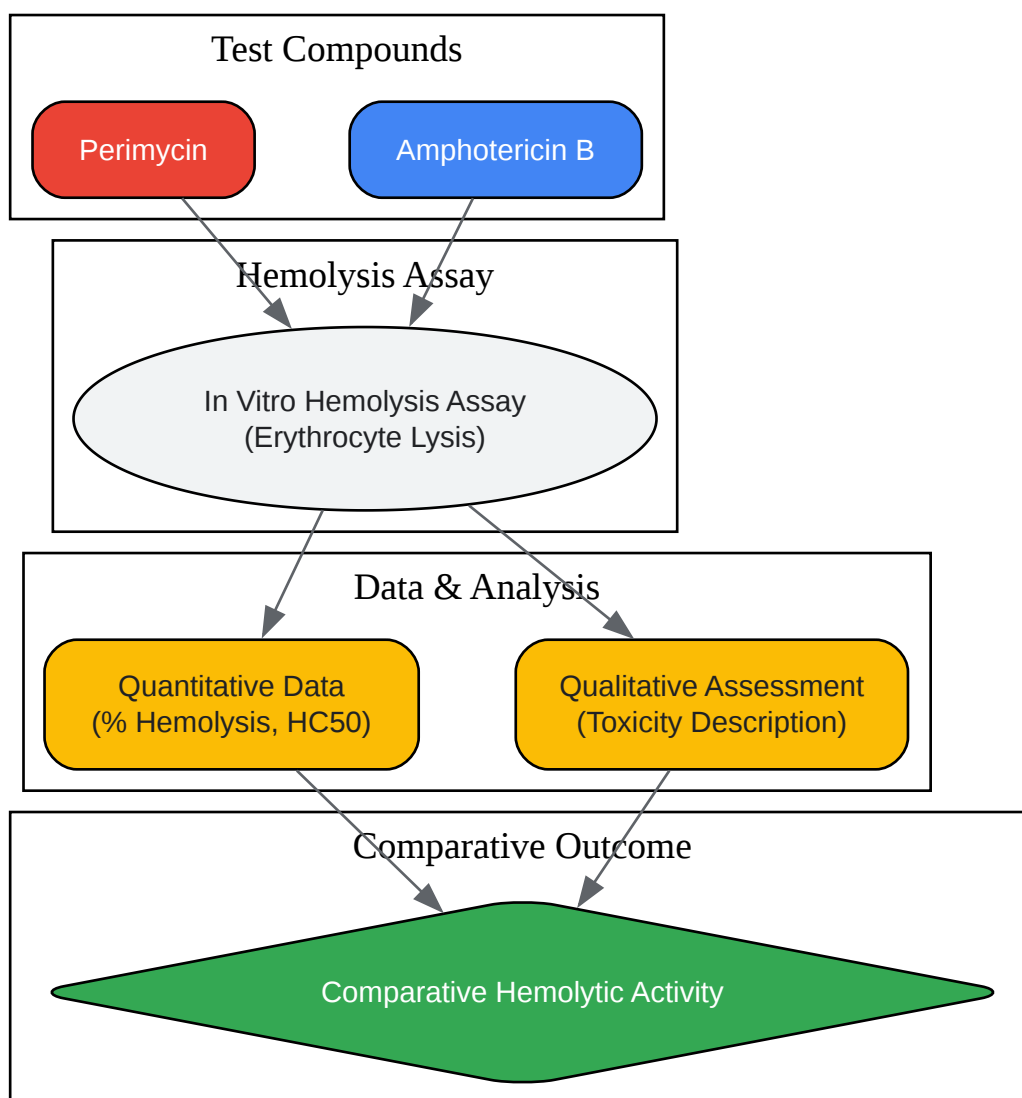 Test Compounds
Perimycin
Amphotericin B
Hemolysis Assay
In Vitro Hemolysis Assay
(Erythrocyte Lysis)
Data & Analysis
Quantitative Data
(% Hemolysis, HC50)
Qualitative Assessment
(Toxicity Description)
Comparative Outcome
Comparative Hemolytic Activity